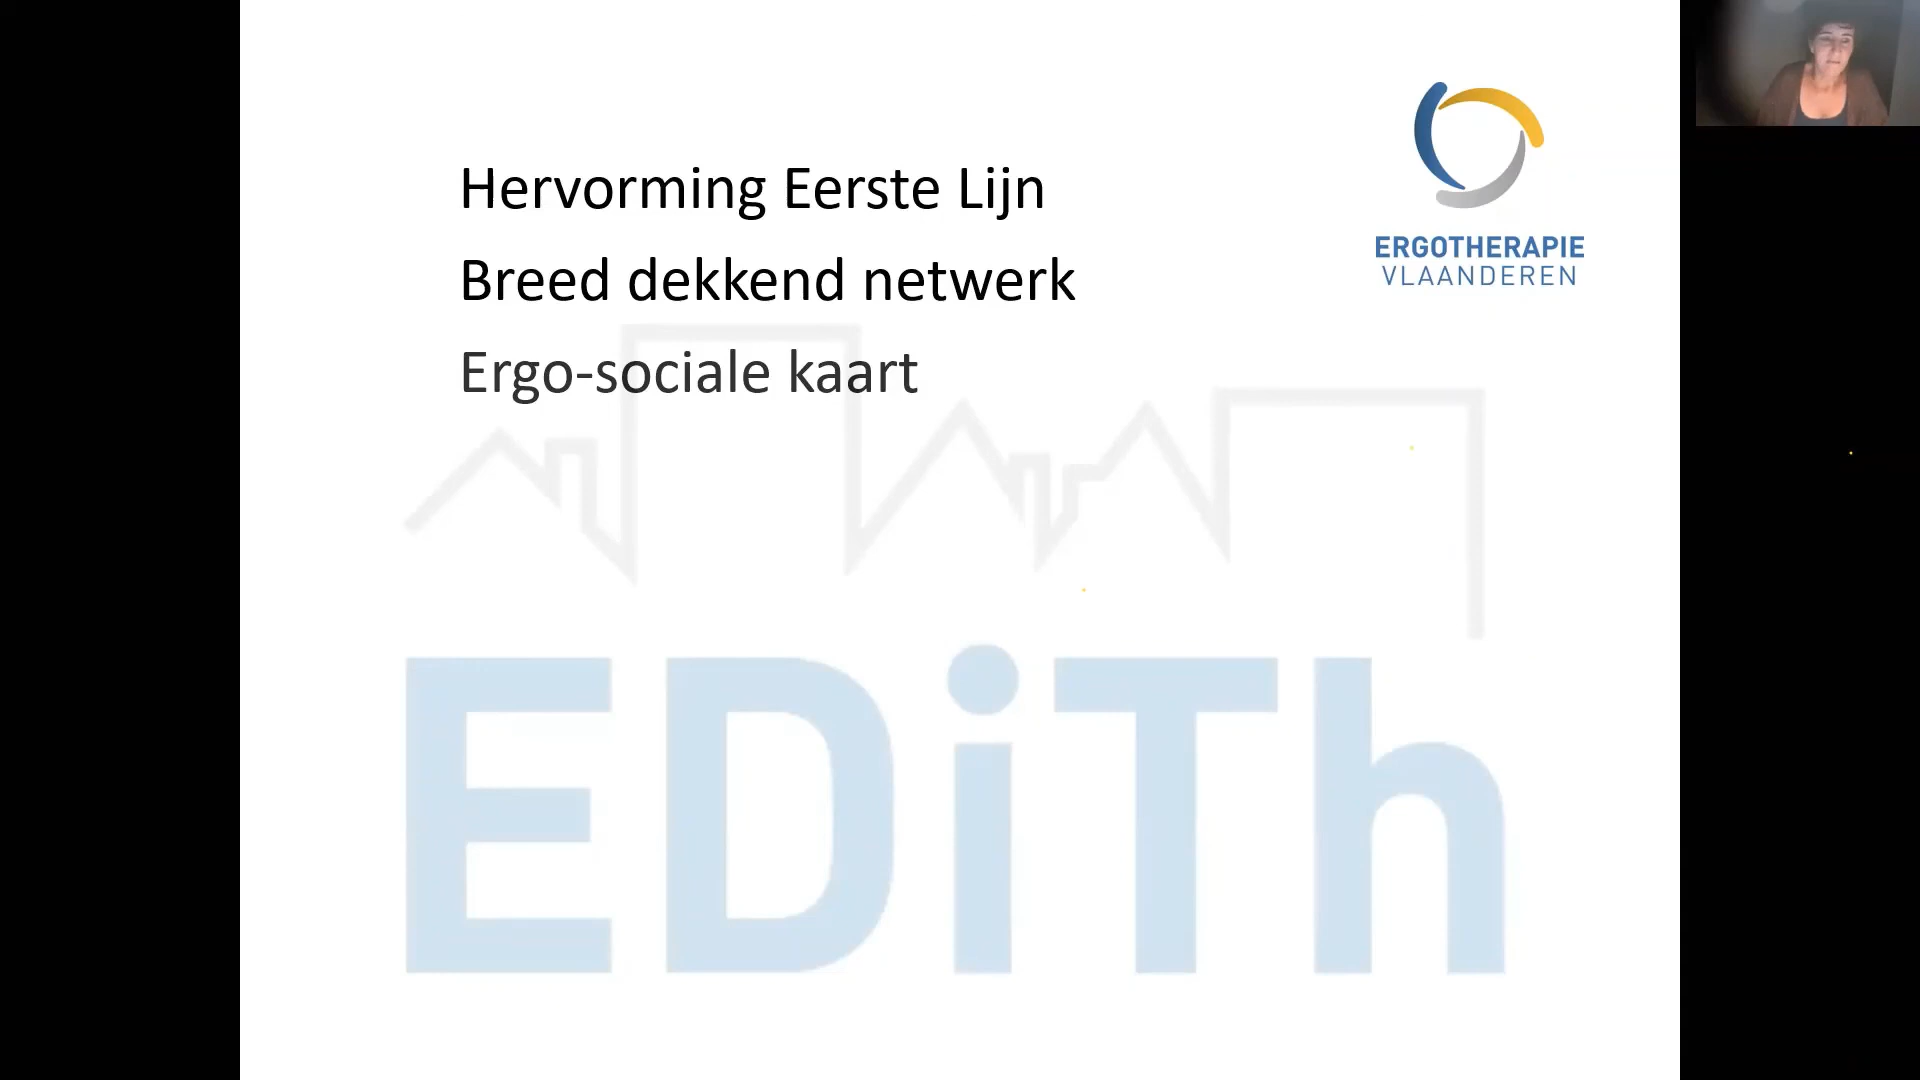 Hervorming Eerste Lijn
Breed dekkend netwerk
Ergo-sociale kaart
ERGOTHERAPIE
VLAANDEREN
EDiTh